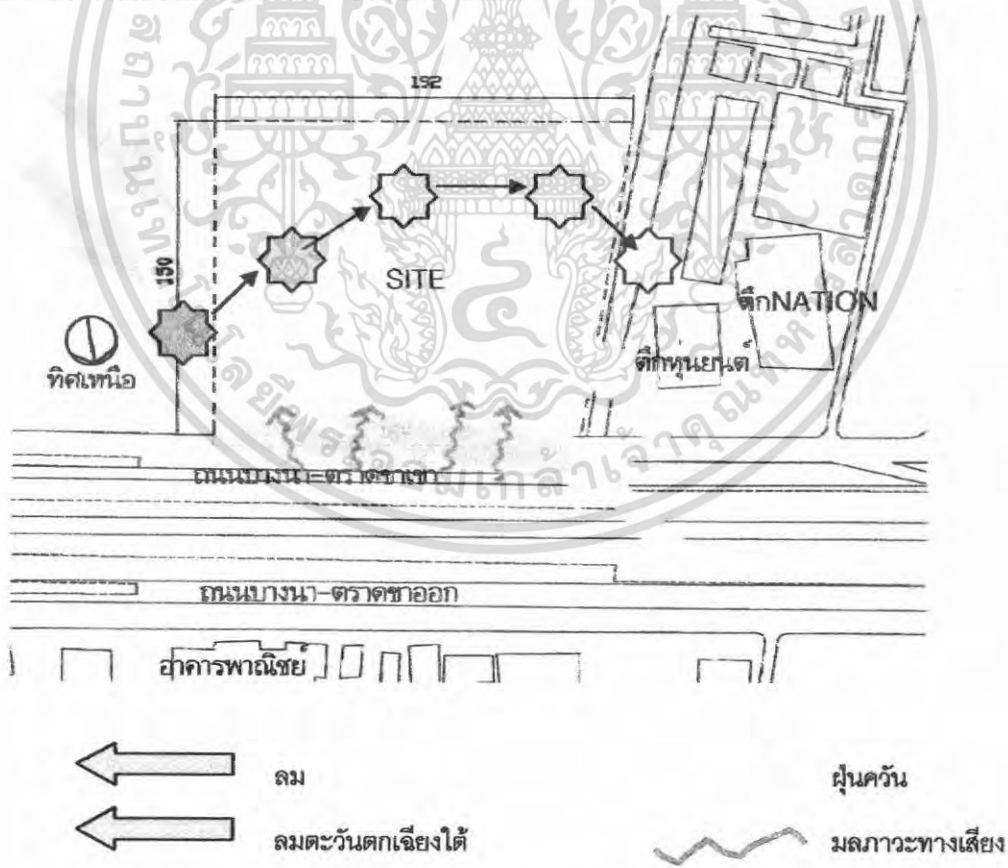 192
150
SITE
ตึกNATION
ทิศเหนือ
ตึกหุ่นยนต์
ถนนบางนา-ตราดขาเข้า
ถนนบางนา-ตราดขาออก
อาคารพาณิชย์
ลม
ฝุ่นควัน
ลมตะวันตกเฉียงใต้
มลภาวะทางเสียง